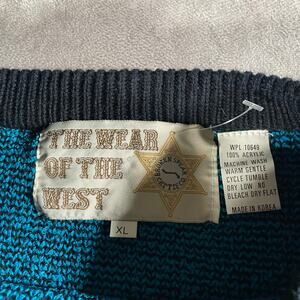 THE WEAR
OF THE
WEST
XL
WPL 10649
100% ACRYLIC
MACHINE WASH
WARM GENTLE
CYCLE TUMBLE
DRY LOW NO
BLEACH DRY FLAT
MADE IN KOREA